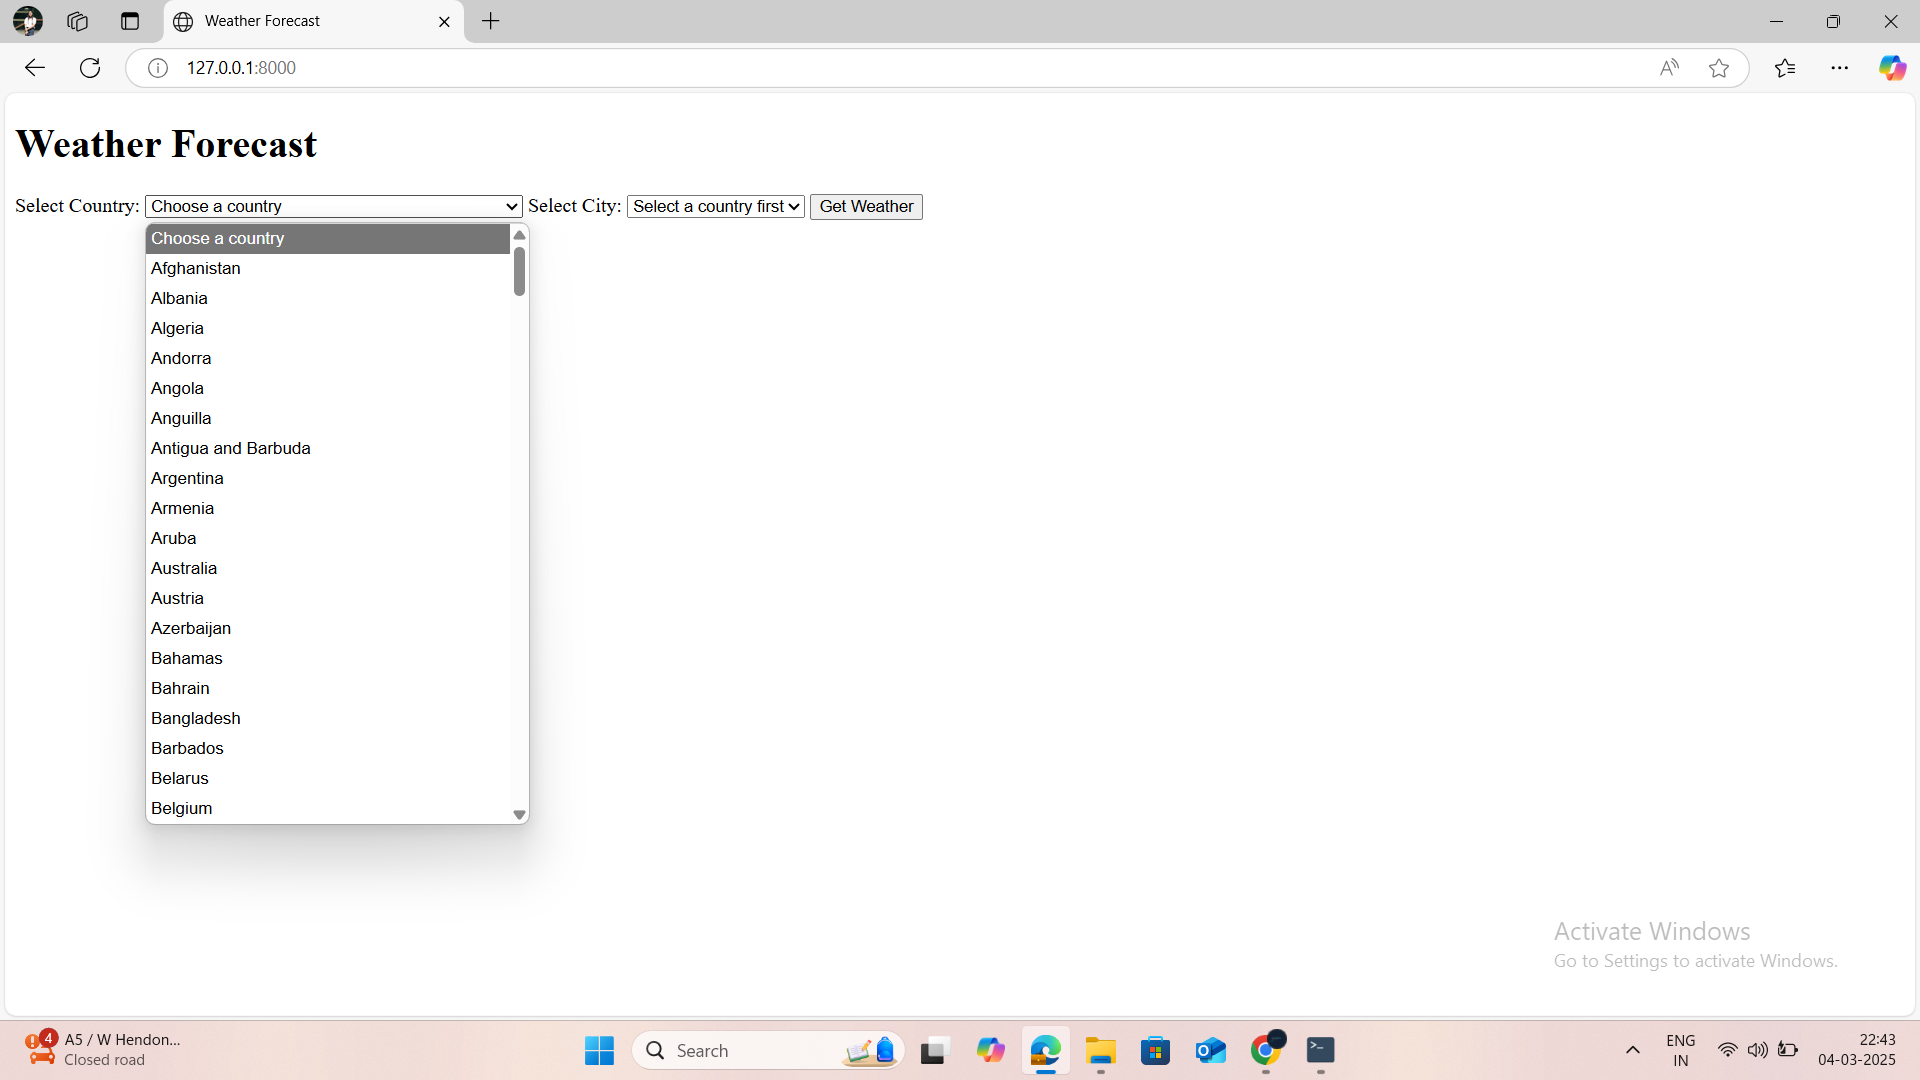 Weather Forecast
127.0.0.1:8000
Weather Forecast
Select Country: Choose a country Select City: Select a country first Get Weather
Choose a country
Afghanistan
Albania
Algeria
Andorra
Angola
Anguilla
Antigua and Barbuda
Argentina
Armenia
Aruba
Australia
Austria
Azerbaijan
Bahamas
Bahrain
Bangladesh
Barbados
Belarus
Belgium
Activate Windows
Go to Settings to activate Windows.
4
A5 / W Hendon...
Closed road
Search
ENG
IN
22:43
04-03-2025